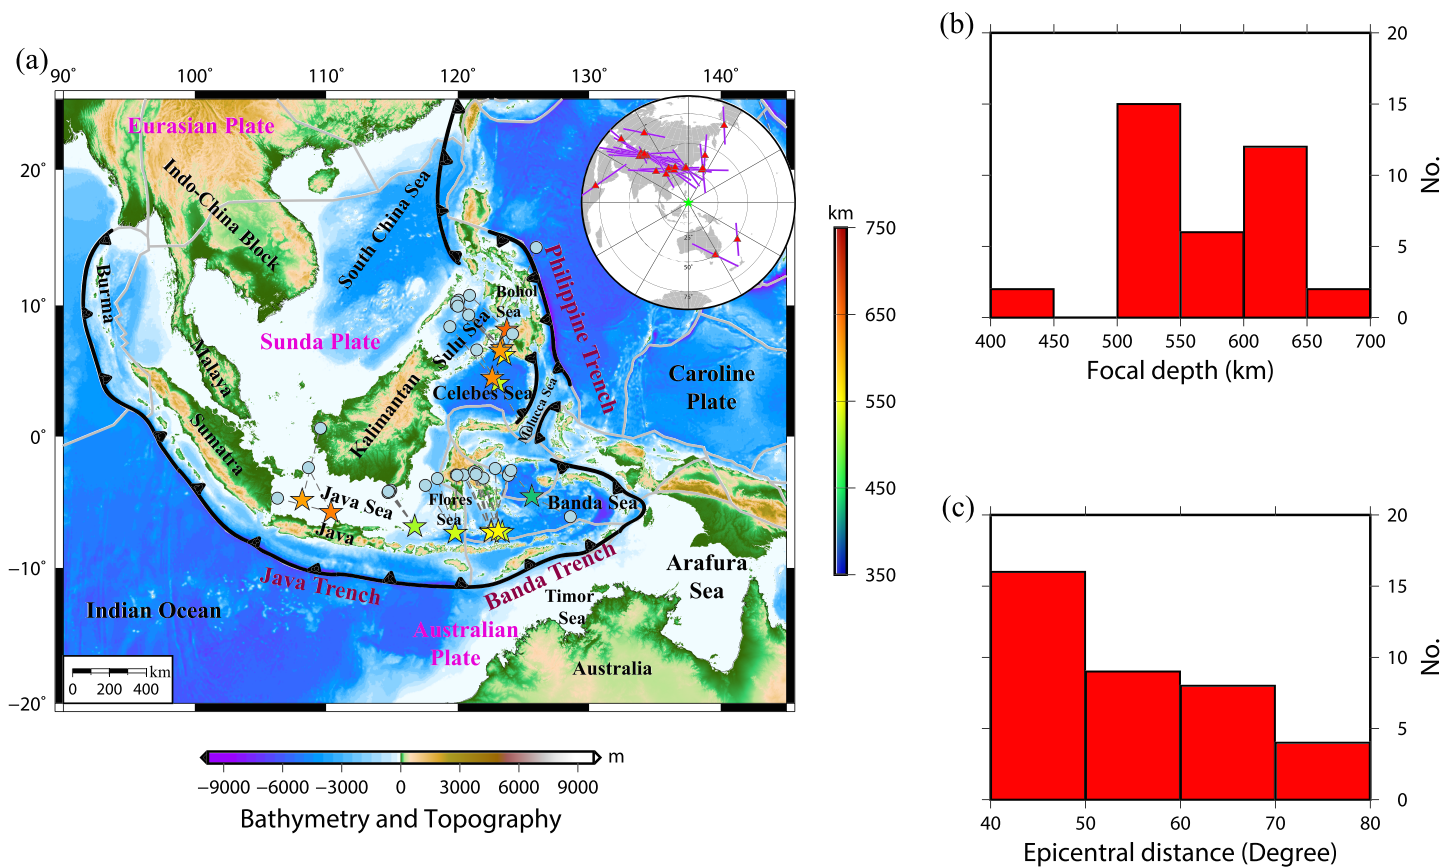 (a)
90° 100° 110° 120° 130° 140°
20°
10°
0°
−10°
−20°
Eurasian Plate
Indo-China Block
South China Sea
Burma
Sunda Plate
Malaya
Sumatra
Kalimantan
Sulu Sea
Bohol
Sea
Celebes Sea
Molucca Sea
Philippine Trench
Caroline
Plate
Java Sea
Java
Flores
Sea
Banda Sea
Java Trench
Banda Trench
Arafura
Sea
Timor
Sea
Indian Ocean
Australian
Plate
Australia
25°
50°
75°
km
0 200 400
km
750
650
550
450
350
m
−9000 −6000 −3000 0 3000 6000 9000
Bathymetry and Topography
(b)
20
15
10
5
0
No.
400 450 500 550 600 650 700
Focal depth (km)
(c)
20
15
10
5
0
No.
40 50 60 70 80
Epicentral distance (Degree)